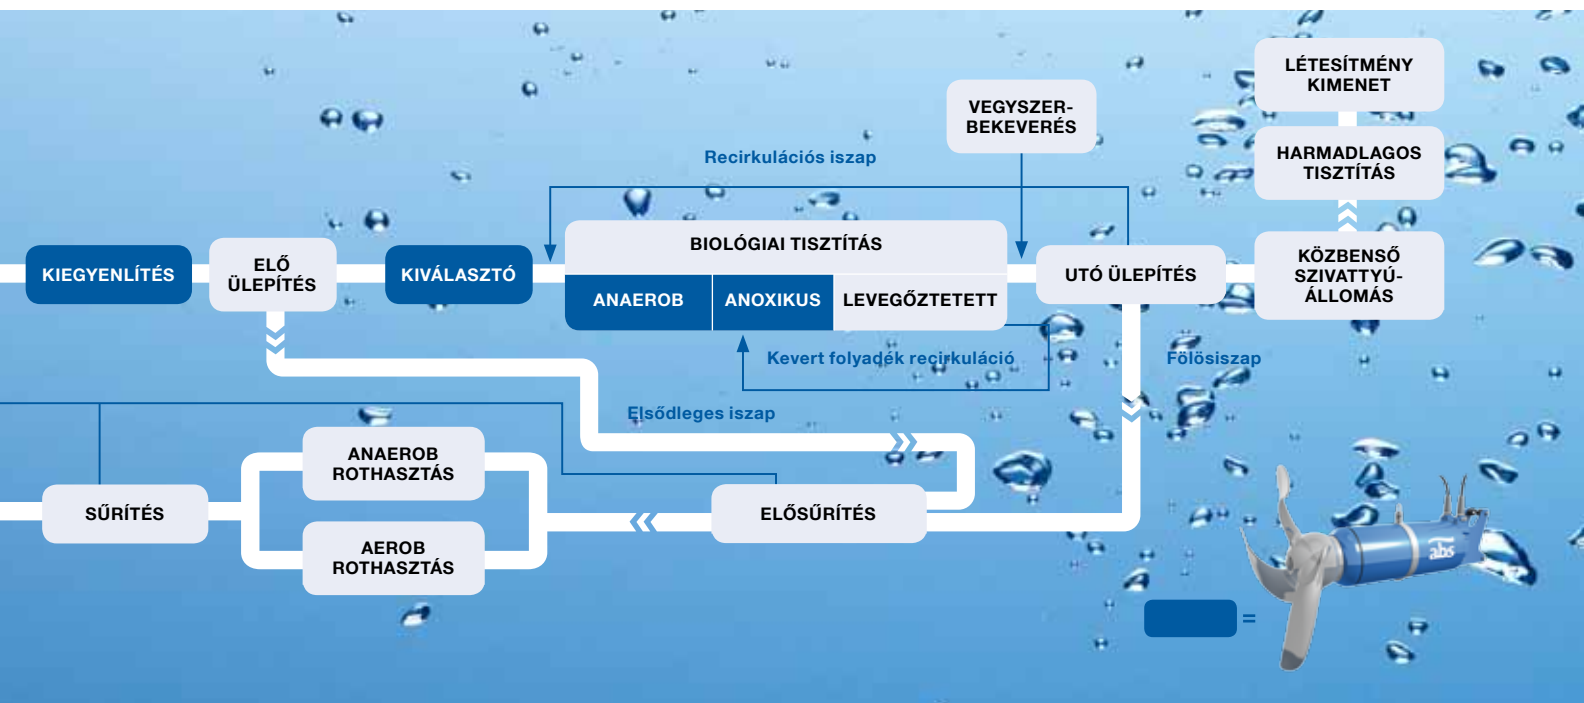 LÉTESÍTMÉNY
KIMENET
VEGYSZER-
BEKEVERÉS
HARMADLAGOS
TISZTÍTÁS
Recirkulációs iszap
KIEGYENLÍTÉS
ELŐ
ÜLEPÍTÉS
KIVÁLASZTÓ
BIOLÓGIAI TISZTÍTÁS
ANAEROB
ANOXIKUS
LEVEGŐZTETETT
UTÓ ÜLEPÍTÉS
KÖZBENSŐ
SZIVATTYÚ-
ÁLLOMÁS
Kevert folyadék recirkuláció
Fölösiszap
Elsődleges iszap
ANAEROB
ROTHASZTÁS
SŰRÍTÉS
ELŐSŰRÍTÉS
AEROB
ROTHASZTÁS
abs
=